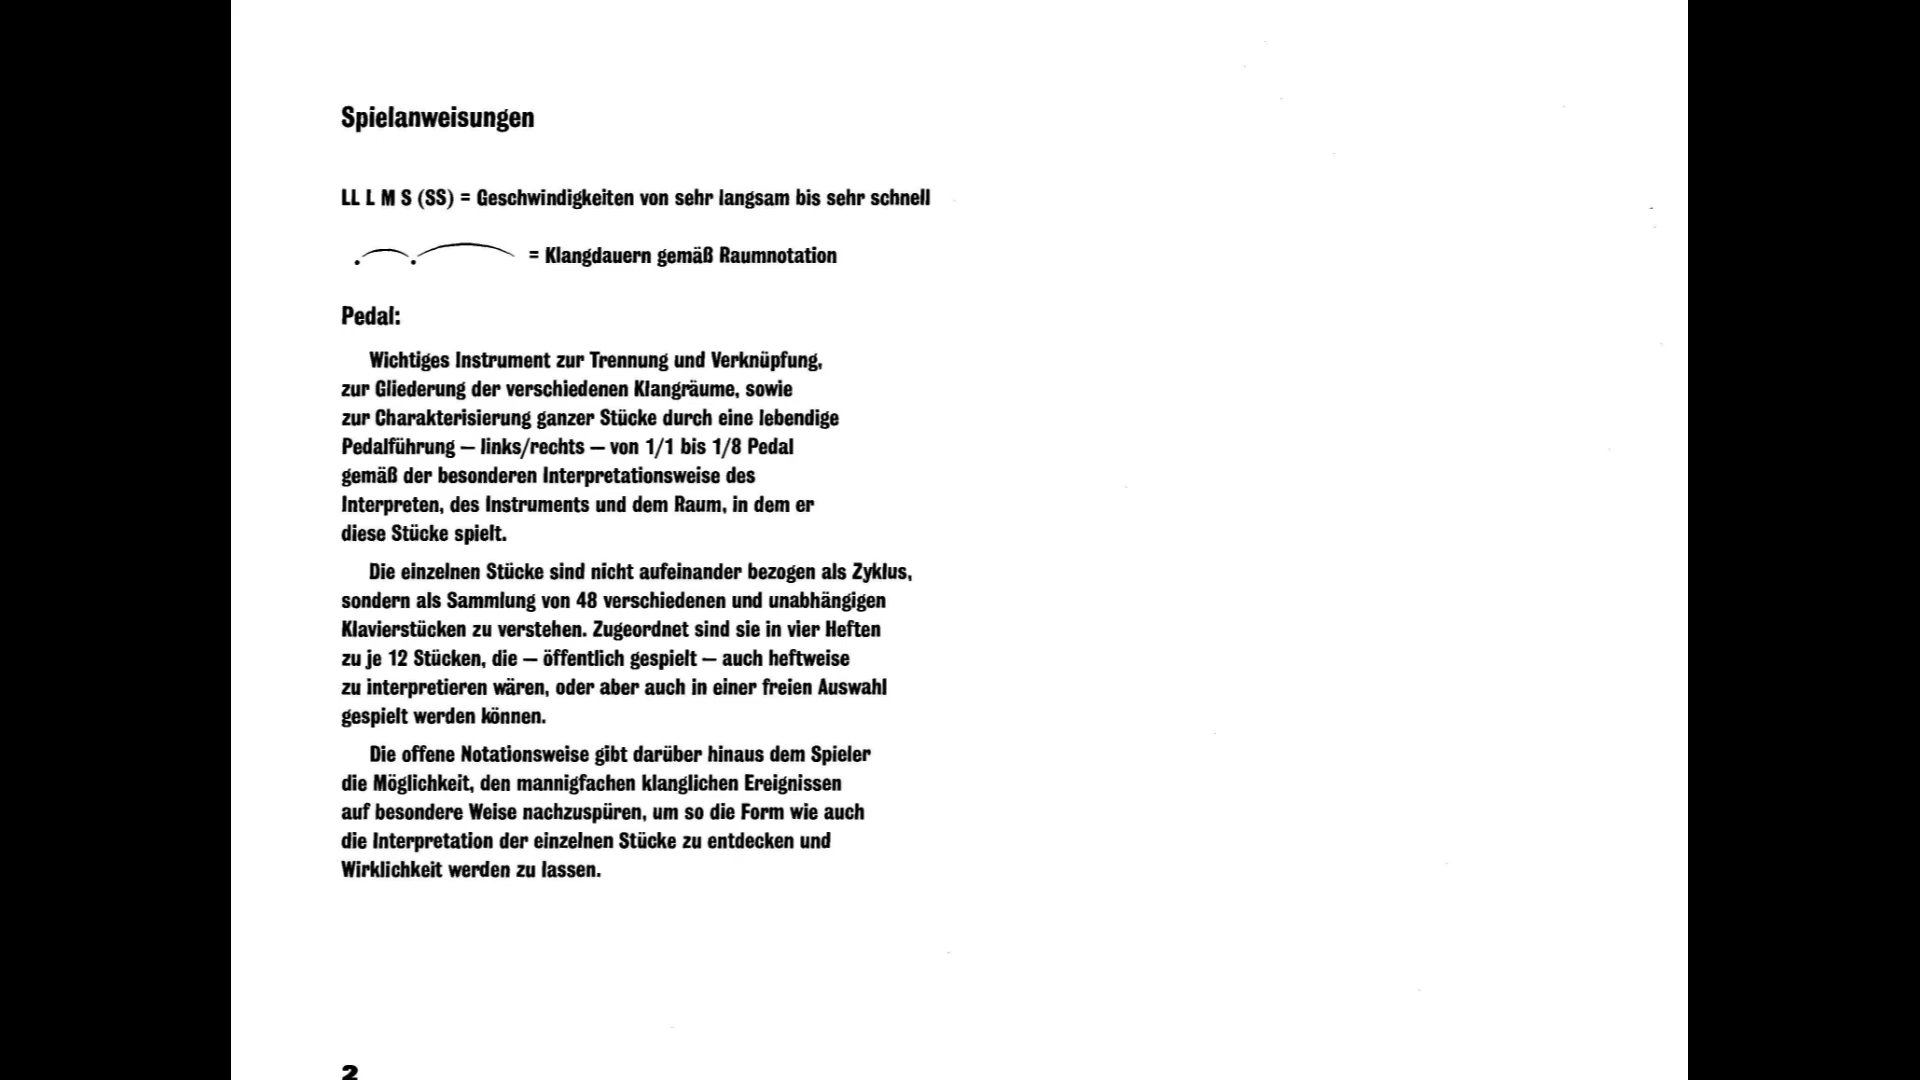 Spielanweisungen
LL L M S (SS) = Geschwindigkeiten von sehr langsam bis sehr schnell
= Klangdauern gemäß Raumnotation
Pedal:
Wichtiges Instrument zur Trennung und Verknüpfung,
zur Gliederung der verschiedenen Klangräume, sowie
zur Charakterisierung ganzer Stücke durch eine lebendige
Pedalführung — links/rechts — von 1/1 bis 1/8 Pedal
gemäß der besonderen Interpretationsweise des
Interpreten, des Instruments und dem Raum, in dem er
diese Stücke spielt.
Die einzelnen Stücke sind nicht aufeinander bezogen als Zyklus,
sondern als Sammlung von 48 verschiedenen und unabhängigen
Klavierstücken zu verstehen. Zugeordnet sind sie in vier Heften
zu je 12 Stücken, die — öffentlich gespielt — auch heftweise
zu interpretieren wären, oder aber auch in einer freien Auswahl
gespielt werden können.
Die offene Notationsweise gibt darüber hinaus dem Spieler
die Möglichkeit, den mannigfachen klanglichen Ereignissen
auf besondere Weise nachzuspüren, um so die Form wie auch
die Interpretation der einzelnen Stücke zu entdecken und
Wirklichkeit werden zu lassen.
2